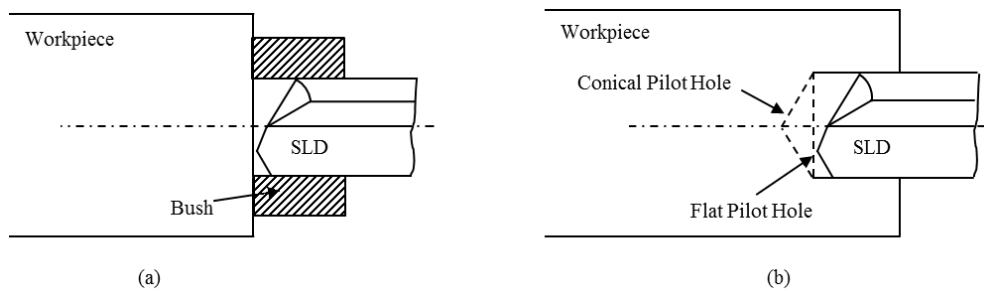 Workpiece
SLD
Bush
(a)
Workpiece
Conical Pilot Hole
SLD
Flat Pilot Hole
(b)